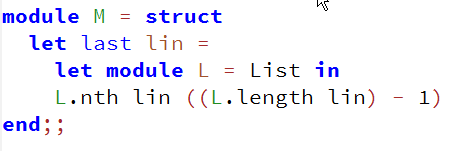 module M = struct
  let last lin =
    let module L = List in
    L.nth lin ((L.length lin) - 1)
end;;